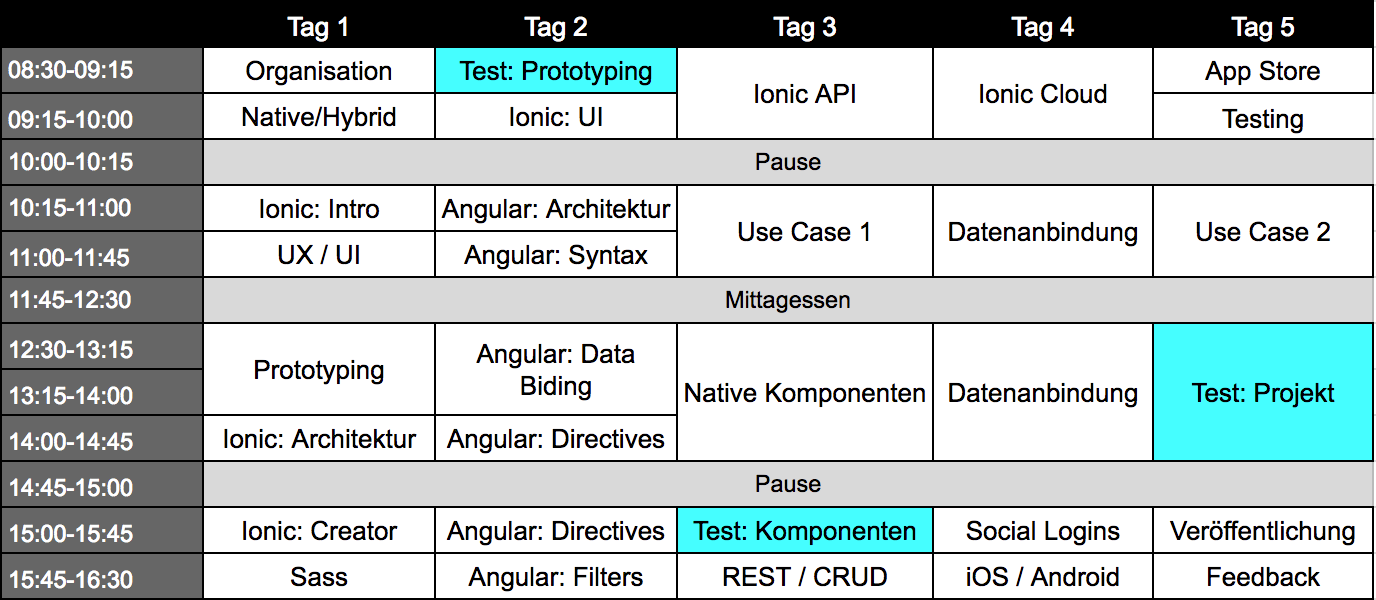 Tag 1 Tag 2 Tag 3 Tag 4 Tag 5
08:30-09:15 Organisation Test: Prototyping Ionic API Ionic Cloud App Store
09:15-10:00 Native/Hybrid Ionic: UI Testing
10:00-10:15 Pause
10:15-11:00 Ionic: Intro Angular: Architektur Use Case 1 Datenanbindung Use Case 2
11:00-11:45 UX / UI Angular: Syntax
11:45-12:30 Mittagessen
12:30-13:15 Prototyping Angular: Data
Biding Native Komponenten Datenanbindung Test: Projekt
13:15-14:00
14:00-14:45 Ionic: Architektur Angular: Directives
14:45-15:00 Pause
15:00-15:45 Ionic: Creator Angular: Directives Test: Komponenten Social Logins Veröffentlichung
15:45-16:30 Sass Angular: Filters REST / CRUD iOS / Android Feedback